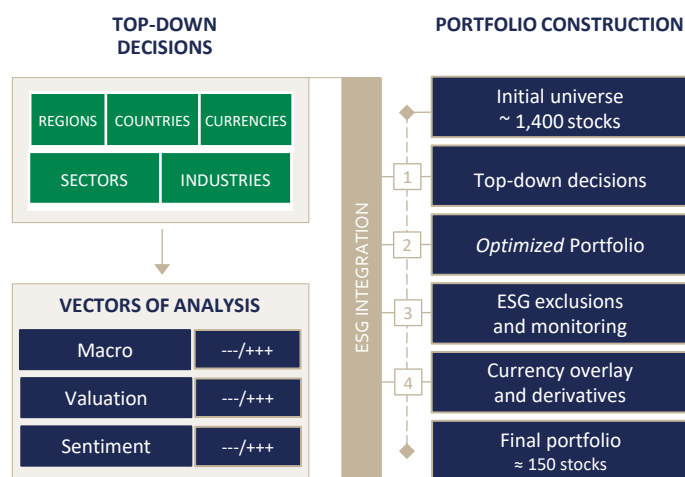 TOP-DOWN
DECISIONS
REGIONS
COUNTRIES
CURRENCIES
SECTORS
INDUSTRIES
VECTORS OF ANALYSIS
Macro
---/+++
Valuation
---/+++
Sentiment
---/+++
ESG INTEGRATION
PORTFOLIO CONSTRUCTION
Initial universe
~ 1,400 stocks
1
Top-down decisions
2
Optimized Portfolio
3
ESG exclusions
and monitoring
4
Currency overlay
and derivatives
Final portfolio
≈ 150 stocks